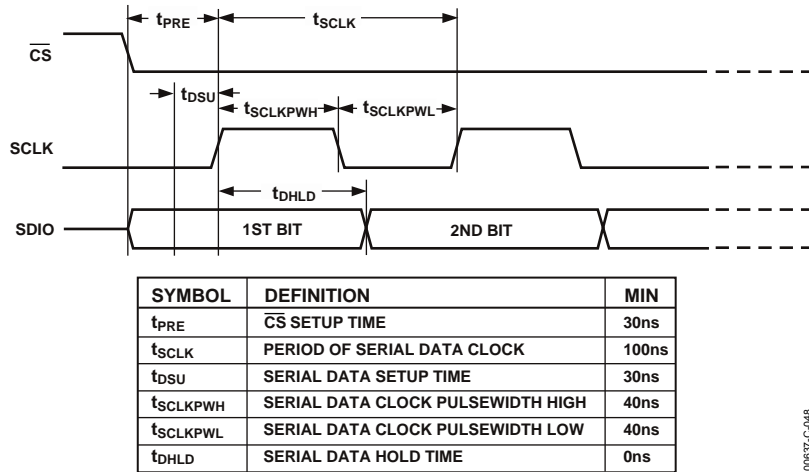 tPRE tSCLK
CS
tDSU
tSCLKPWH tSCLKPWL
SCLK
tDHLD
SDIO 1ST BIT 2ND BIT
SYMBOL DEFINITION MIN
tPRE CS SETUP TIME 30ns
tSCLK PERIOD OF SERIAL DATA CLOCK 100ns
tDSU SERIAL DATA SETUP TIME 30ns
tSCLKPWH SERIAL DATA CLOCK PULSEWIDTH HIGH 40ns
tSCLKPWL SERIAL DATA CLOCK PULSEWIDTH LOW 40ns
tDHLD SERIAL DATA HOLD TIME 0ns